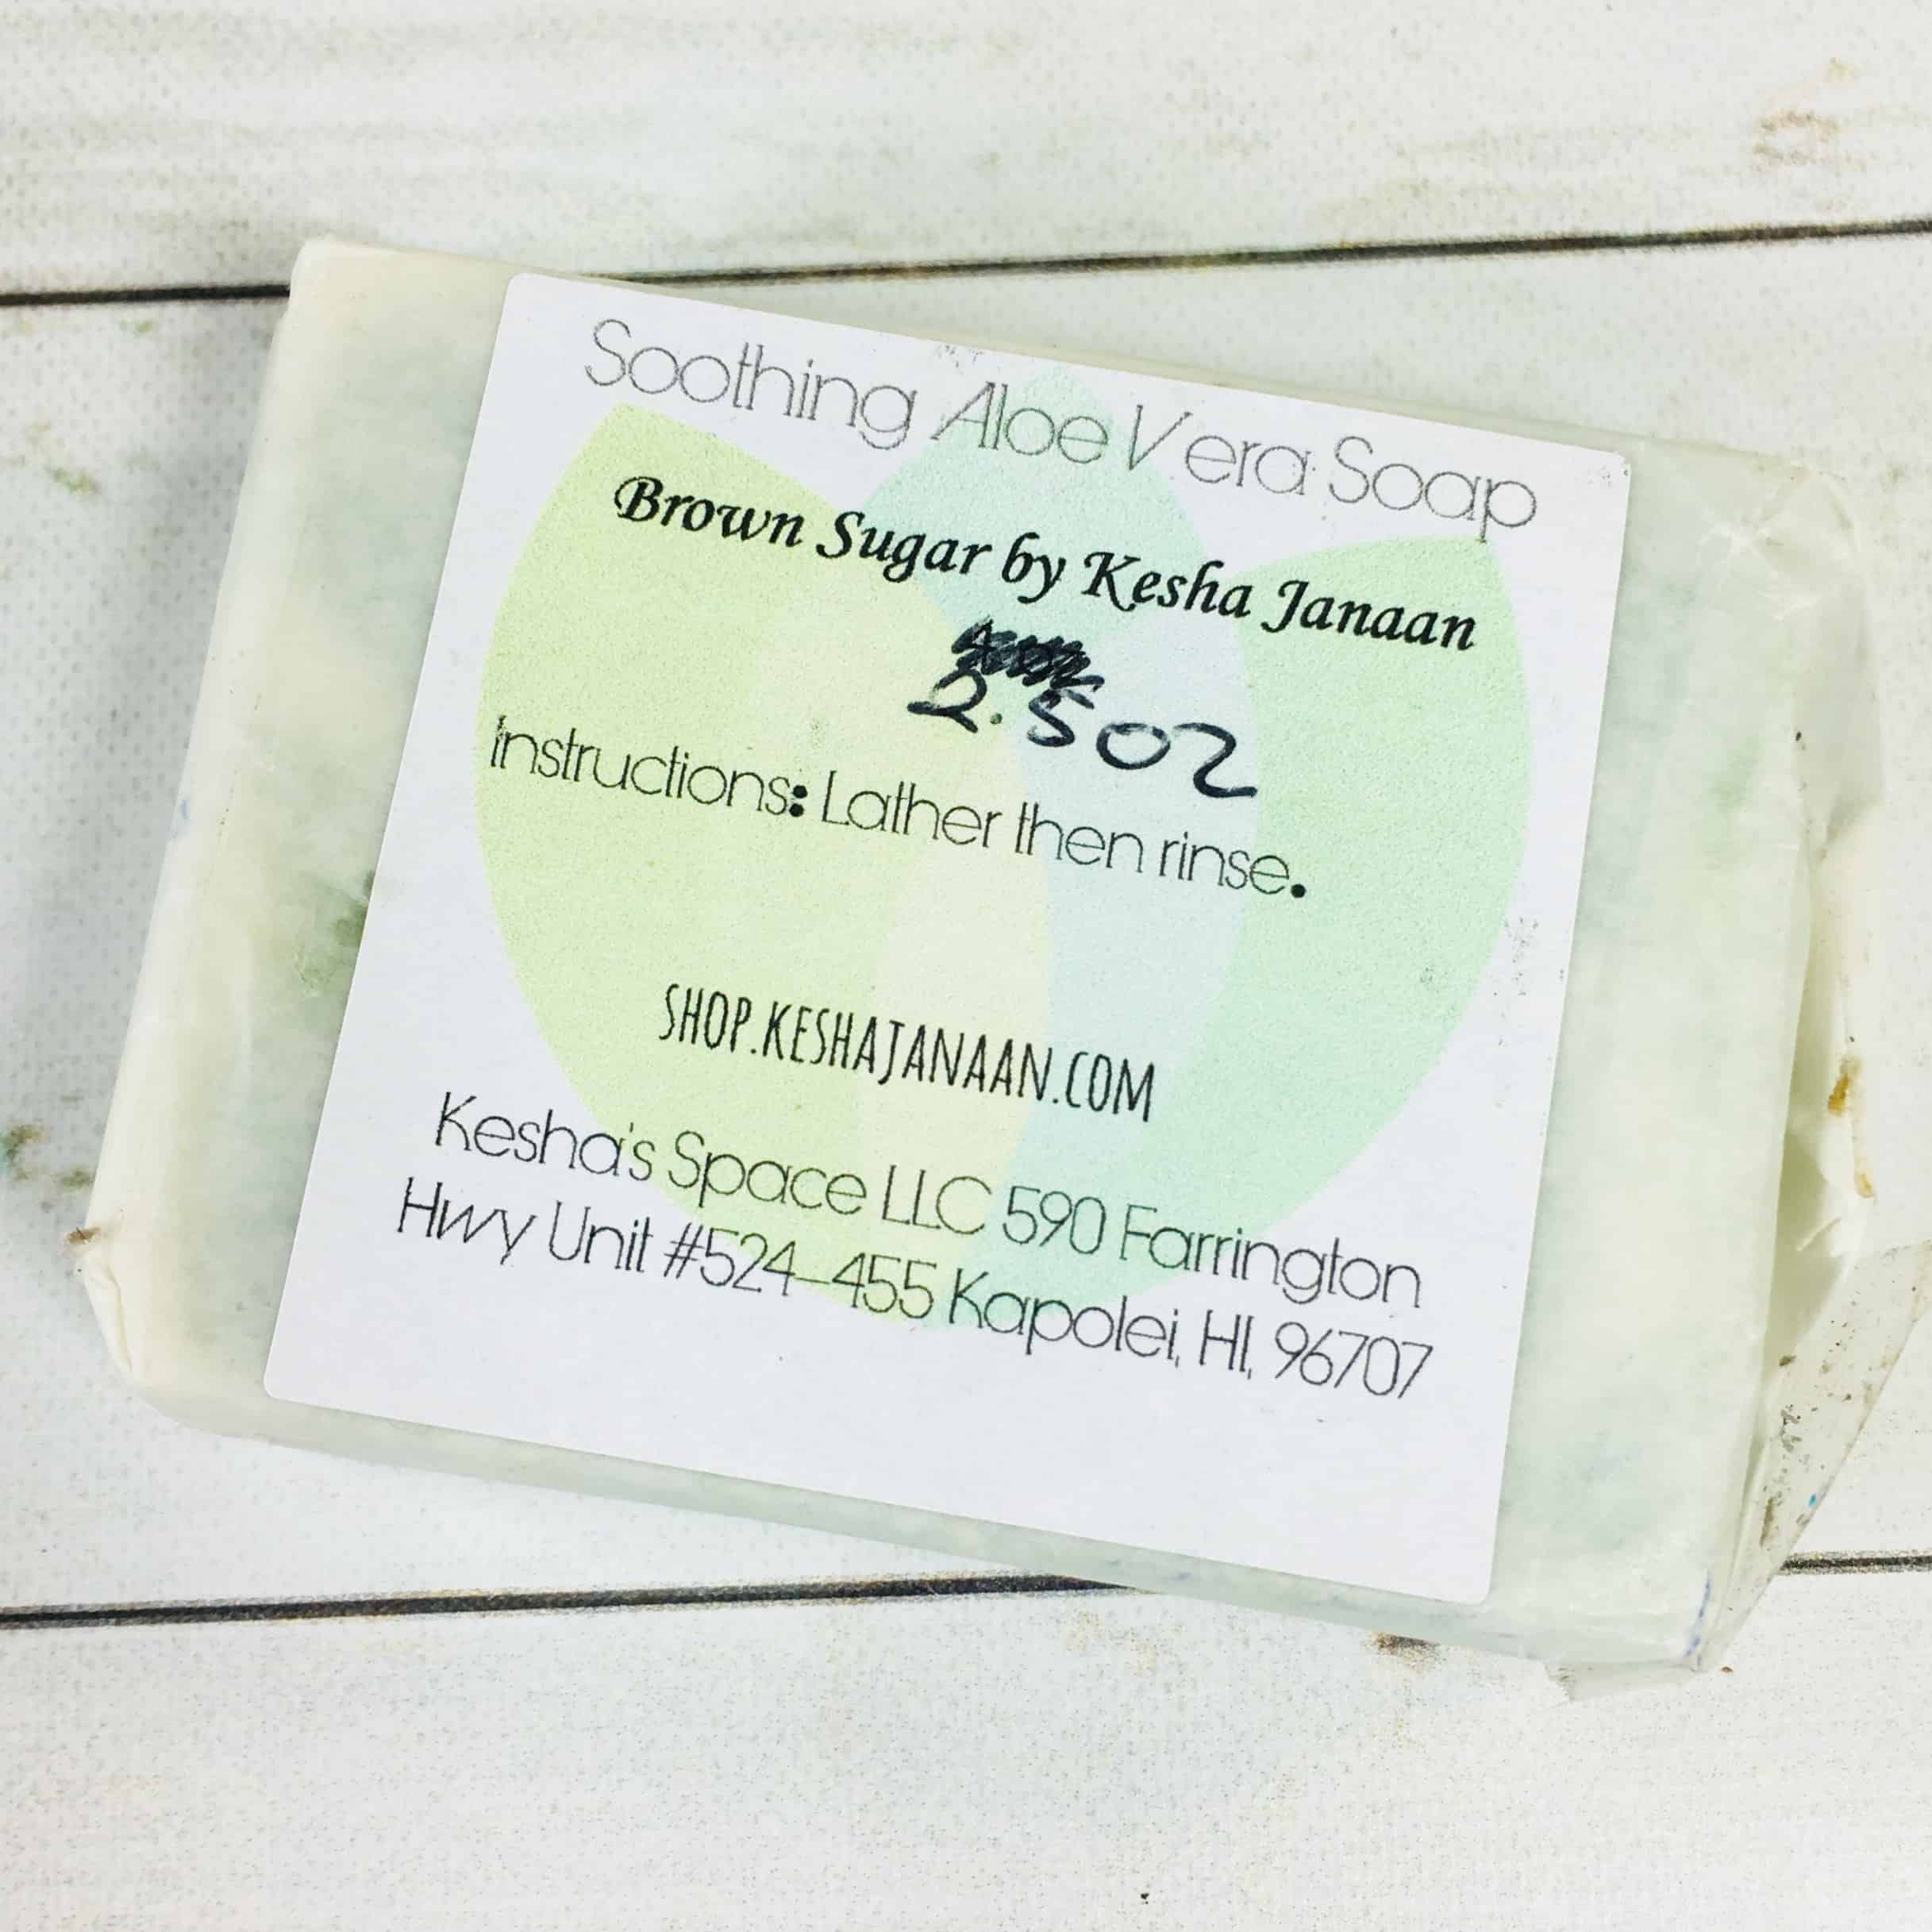 Soothing Aloe Vera Soap
Brown Sugar by Kesha Janaan
2.5oz
Instructions: Lather then rinse.
SHOP.KESHAJANAAN.COM
Kesha's Space LLC 590 Farrington
Hwy Unit #524-455 Kapolei, HI, 96707